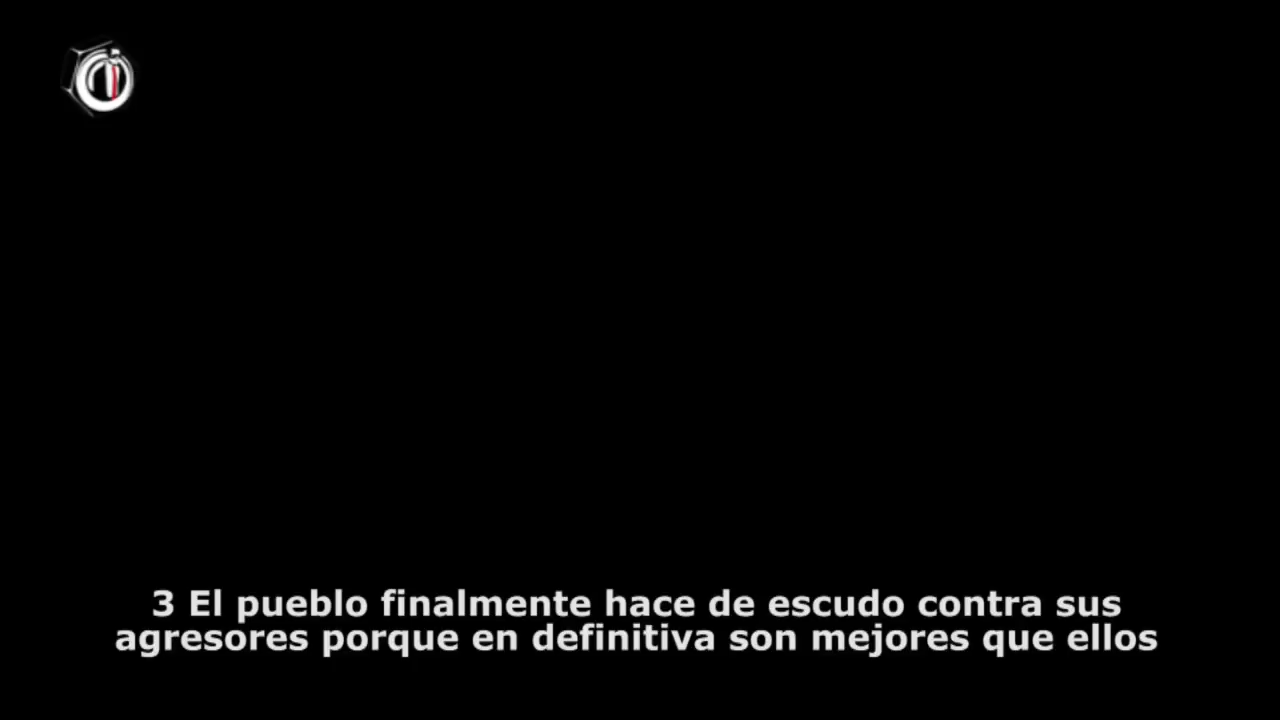 3 El pueblo finalmente hace de escudo contra sus
agresores porque en definitiva son mejores que ellos